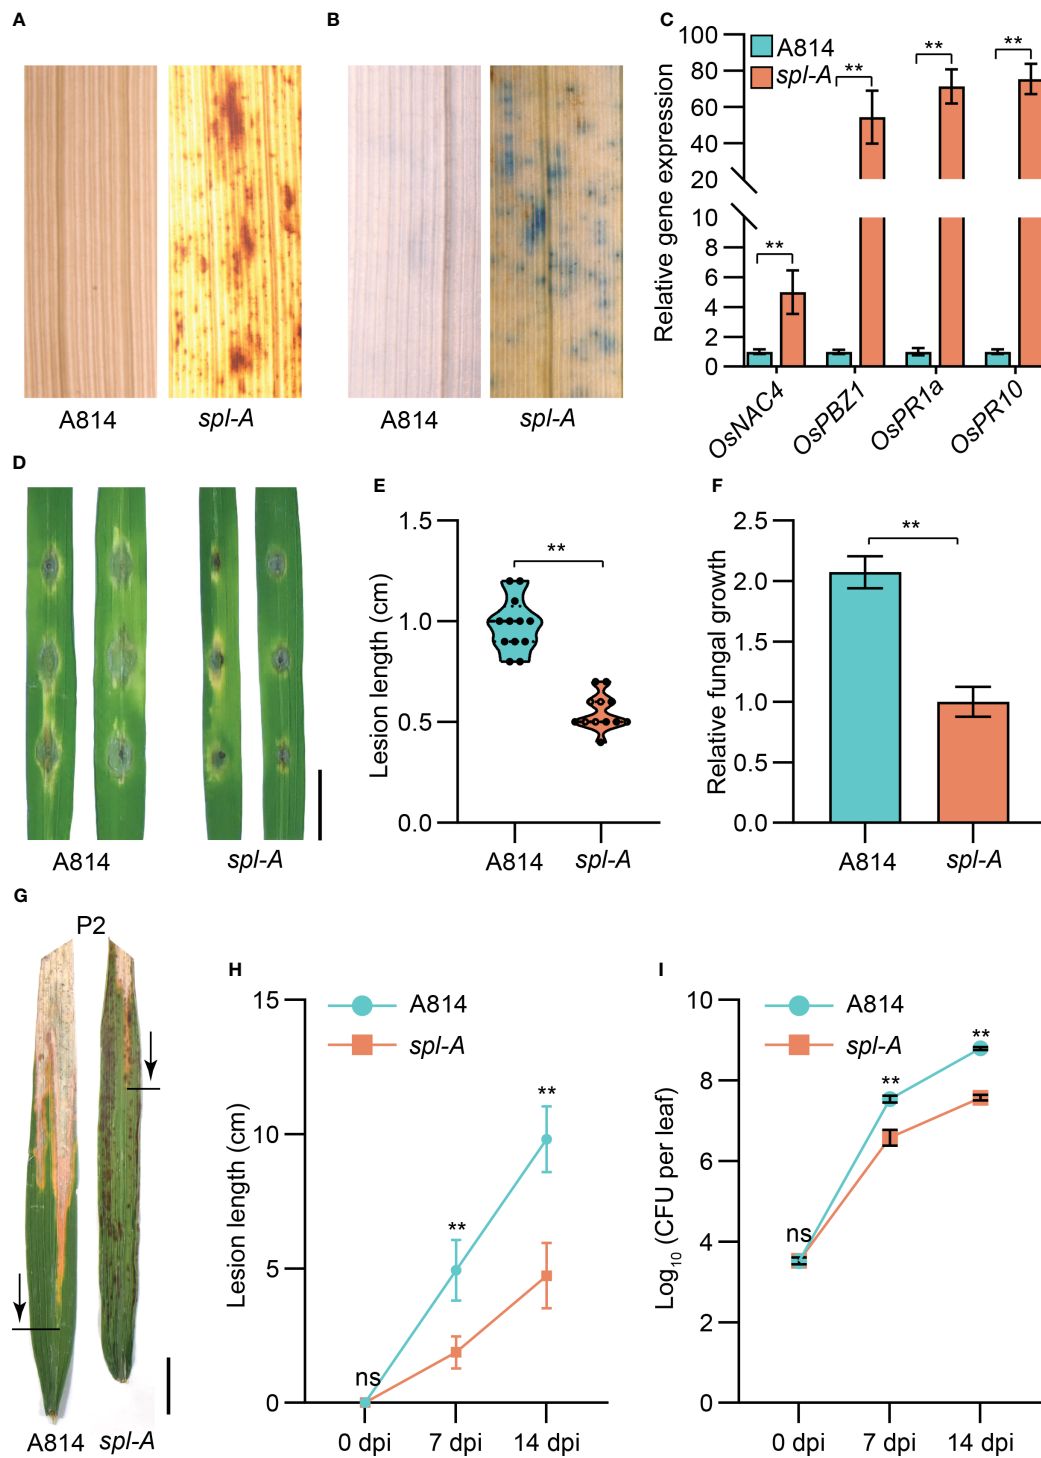 A
B
C
A814
spl-A
A814
spl-A
Relative gene expression
100
80
60
40
20
10
8
6
4
2
0
A814
spl-A
**
**
**
**
OsNAC4
OsPBZ1
OsPR1a
OsPR10
D
E
F
A814
spl-A
Lesion length (cm)
1.5
1.0
0.5
0.0
**
A814
spl-A
Relative fungal growth
2.5
2.0
1.5
1.0
0.5
0.0
**
A814
spl-A
G
P2
A814
spl-A
H
Lesion length (cm)
15
10
5
0
A814
spl-A
ns
**
**
0 dpi
7 dpi
14 dpi
I
Log₁₀ (CFU per leaf)
10
8
6
4
2
0
A814
spl-A
ns
**
**
0 dpi
7 dpi
14 dpi